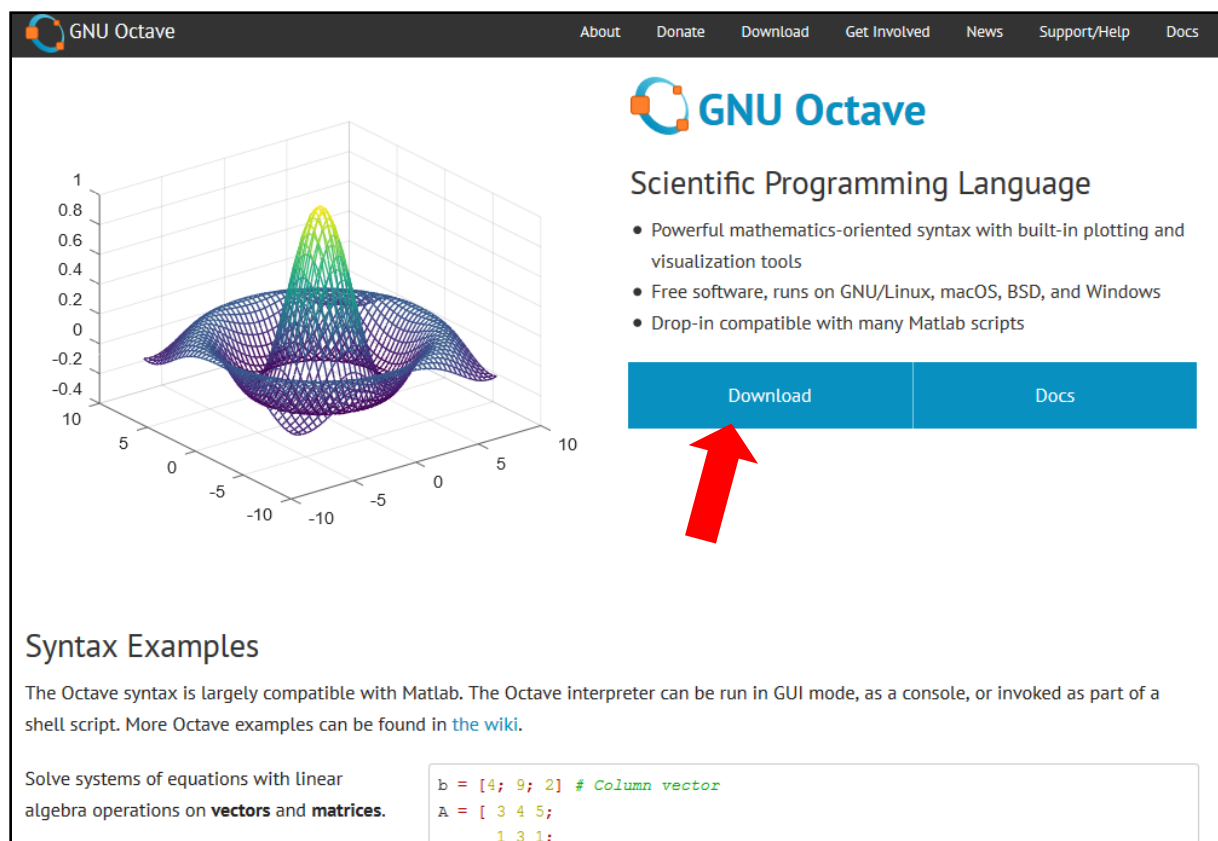 GNU Octave
About Donate Download Get Involved News Support/Help Docs
1
0.8
0.6
0.4
0.2
0
-0.2
-0.4
10
5
0
-5
-10
-10
-5
0
5
10
GNU Octave
Scientific Programming Language
• Powerful mathematics-oriented syntax with built-in plotting and
visualization tools
• Free software, runs on GNU/Linux, macOS, BSD, and Windows
• Drop-in compatible with many Matlab scripts
Download Docs
Syntax Examples
The Octave syntax is largely compatible with Matlab. The Octave interpreter can be run in GUI mode, as a console, or invoked as part of a
shell script. More Octave examples can be found in the wiki.
Solve systems of equations with linear
algebra operations on vectors and matrices.
b = [4; 9; 2] # Column vector
A = [ 3 4 5;
1 3 1;